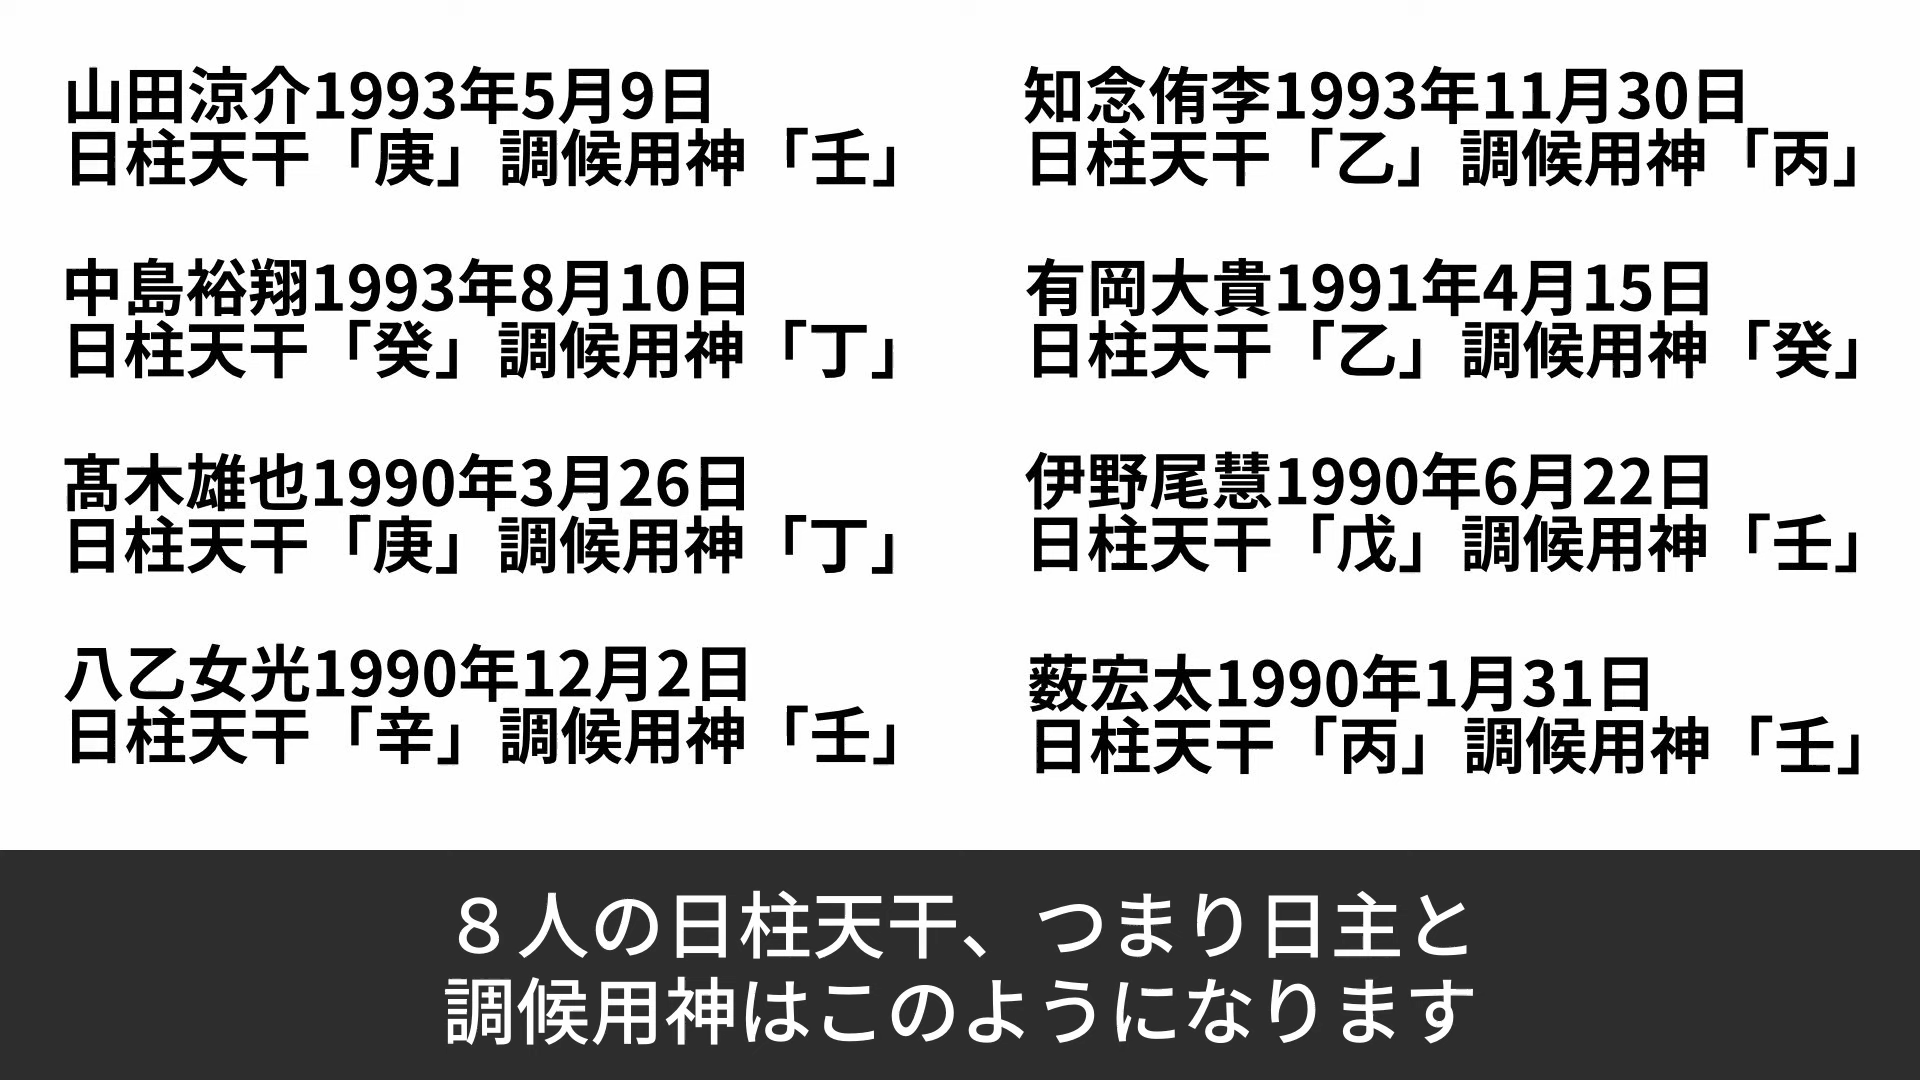 山田涼介1993年5月9日
日柱天干「庚」調候用神「壬」
中島裕翔1993年8月10日
日柱天干「癸」調候用神「丁」
髙木雄也1990年3月26日
日柱天干「庚」調候用神「丁」
八乙女光1990年12月2日
日柱天干「辛」調候用神「壬」
知念侑李1993年11月30日
日柱天干「乙」調候用神「丙」
有岡大貴1991年4月15日
日柱天干「乙」調候用神「癸」
伊野尾慧1990年6月22日
日柱天干「戊」調候用神「壬」
薮宏太1990年1月31日
日柱天干「丙」調候用神「壬」
８人の日柱天干、つまり日主と
調候用神はこのようになります